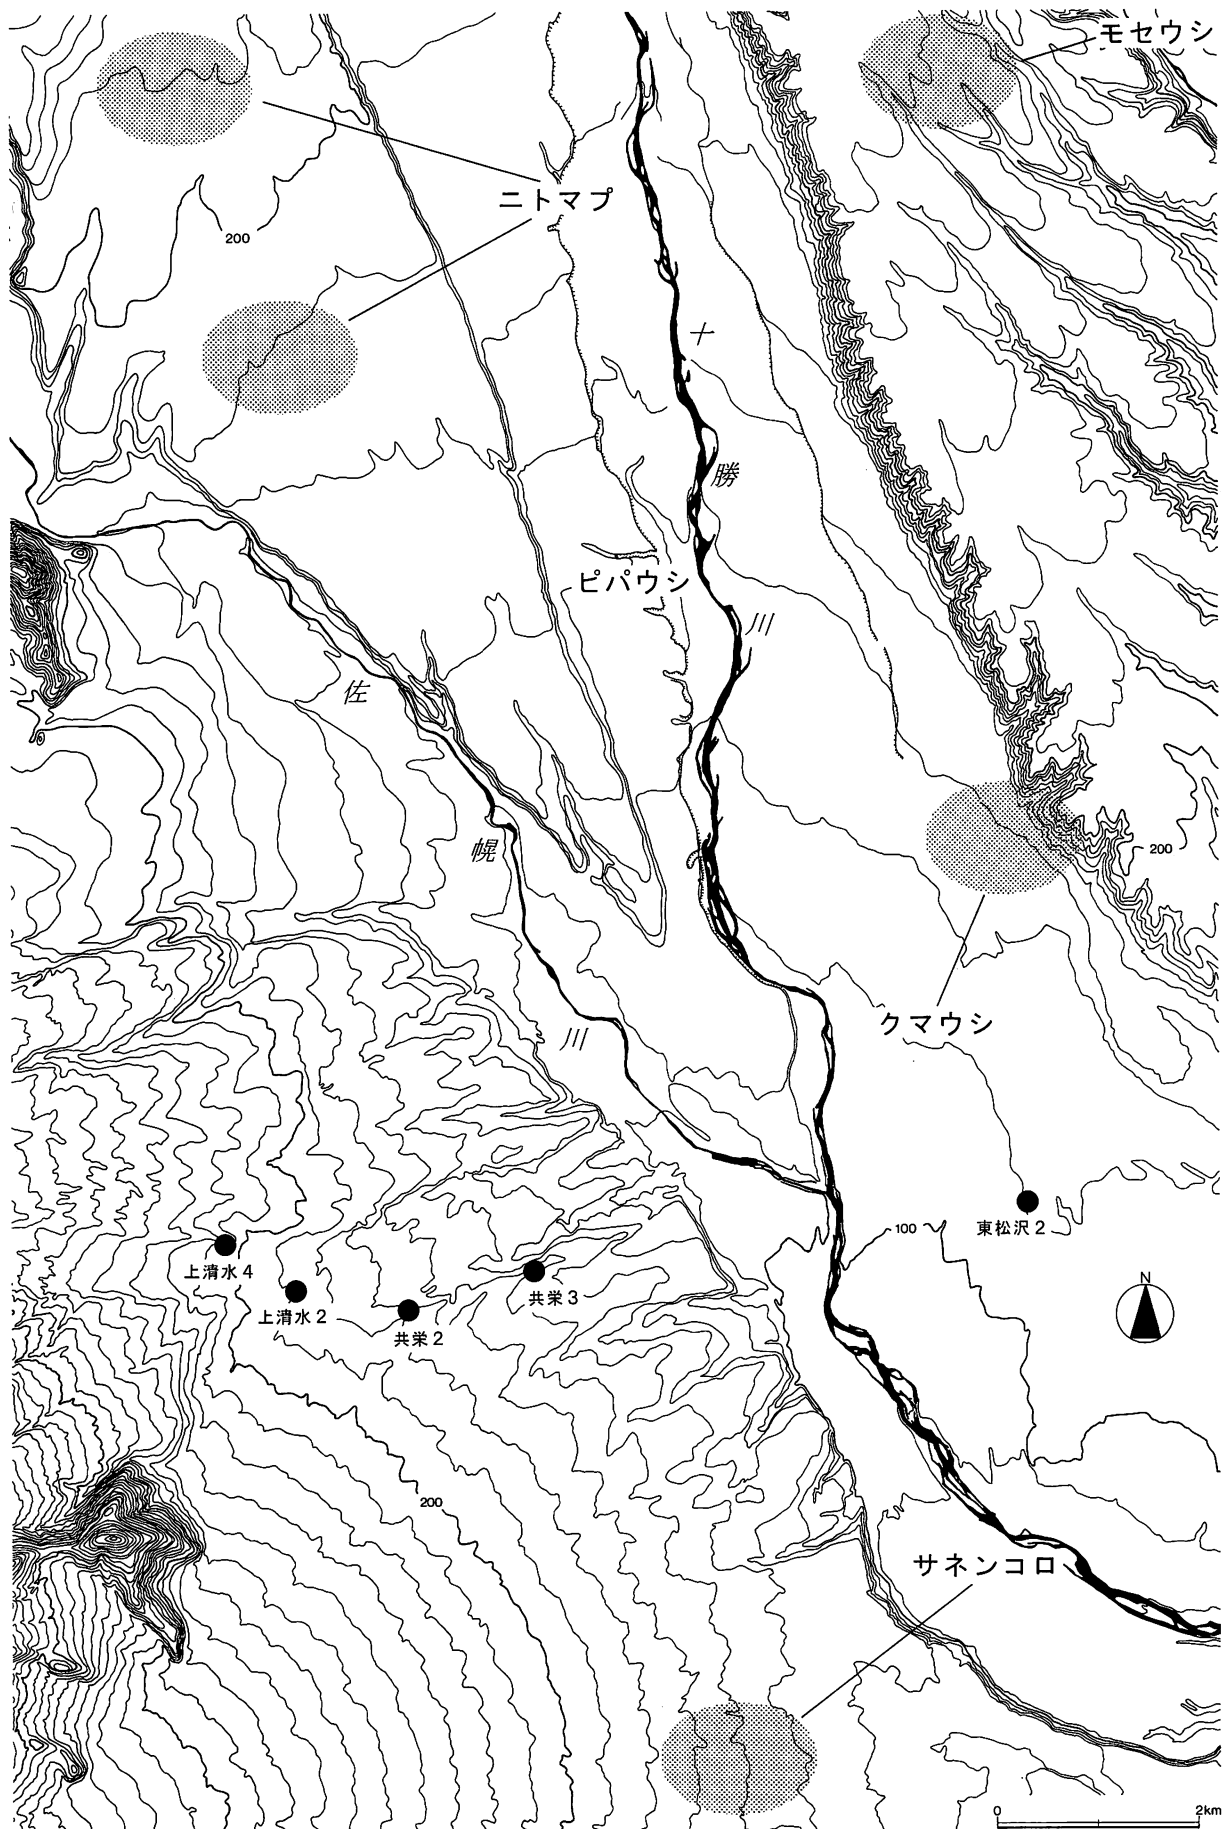 モセウシ
ニトマプ
200
十
勝
川
ピパウシ
佐
幌
川
200
クマウシ
東松沢2
100
上清水4
上清水2
共栄2
共栄3
N
200
サネンコロ
0
2km